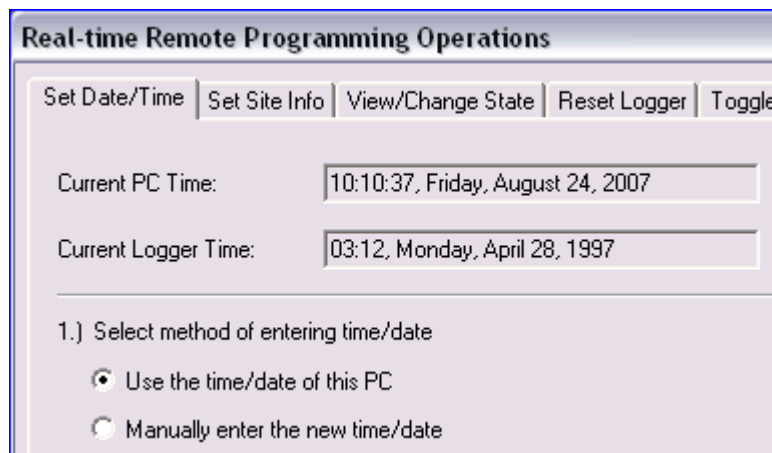 Real-time Remote Programming Operations
Set Date/Time Set Site Info View/Change State Reset Logger Toggle
Current PC Time: 10:10:37, Friday, August 24, 2007
Current Logger Time: 03:12, Monday, April 28, 1997
1.) Select method of entering time/date
Use the time/date of this PC
Manually enter the new time/date